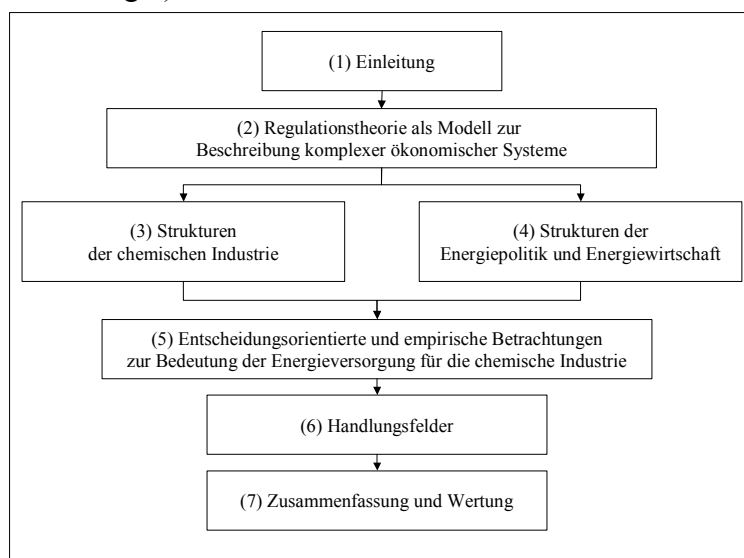 (1) Einleitung
(2) Regulationstheorie als Modell zur
Beschreibung komplexer ökonomischer Systeme
(3) Strukturen
der chemischen Industrie
(4) Strukturen der
Energiepolitik und Energiewirtschaft
(5) Entscheidungsorientierte und empirische Betrachtungen
zur Bedeutung der Energieversorgung für die chemische Industrie
(6) Handlungsfelder
(7) Zusammenfassung und Wertung